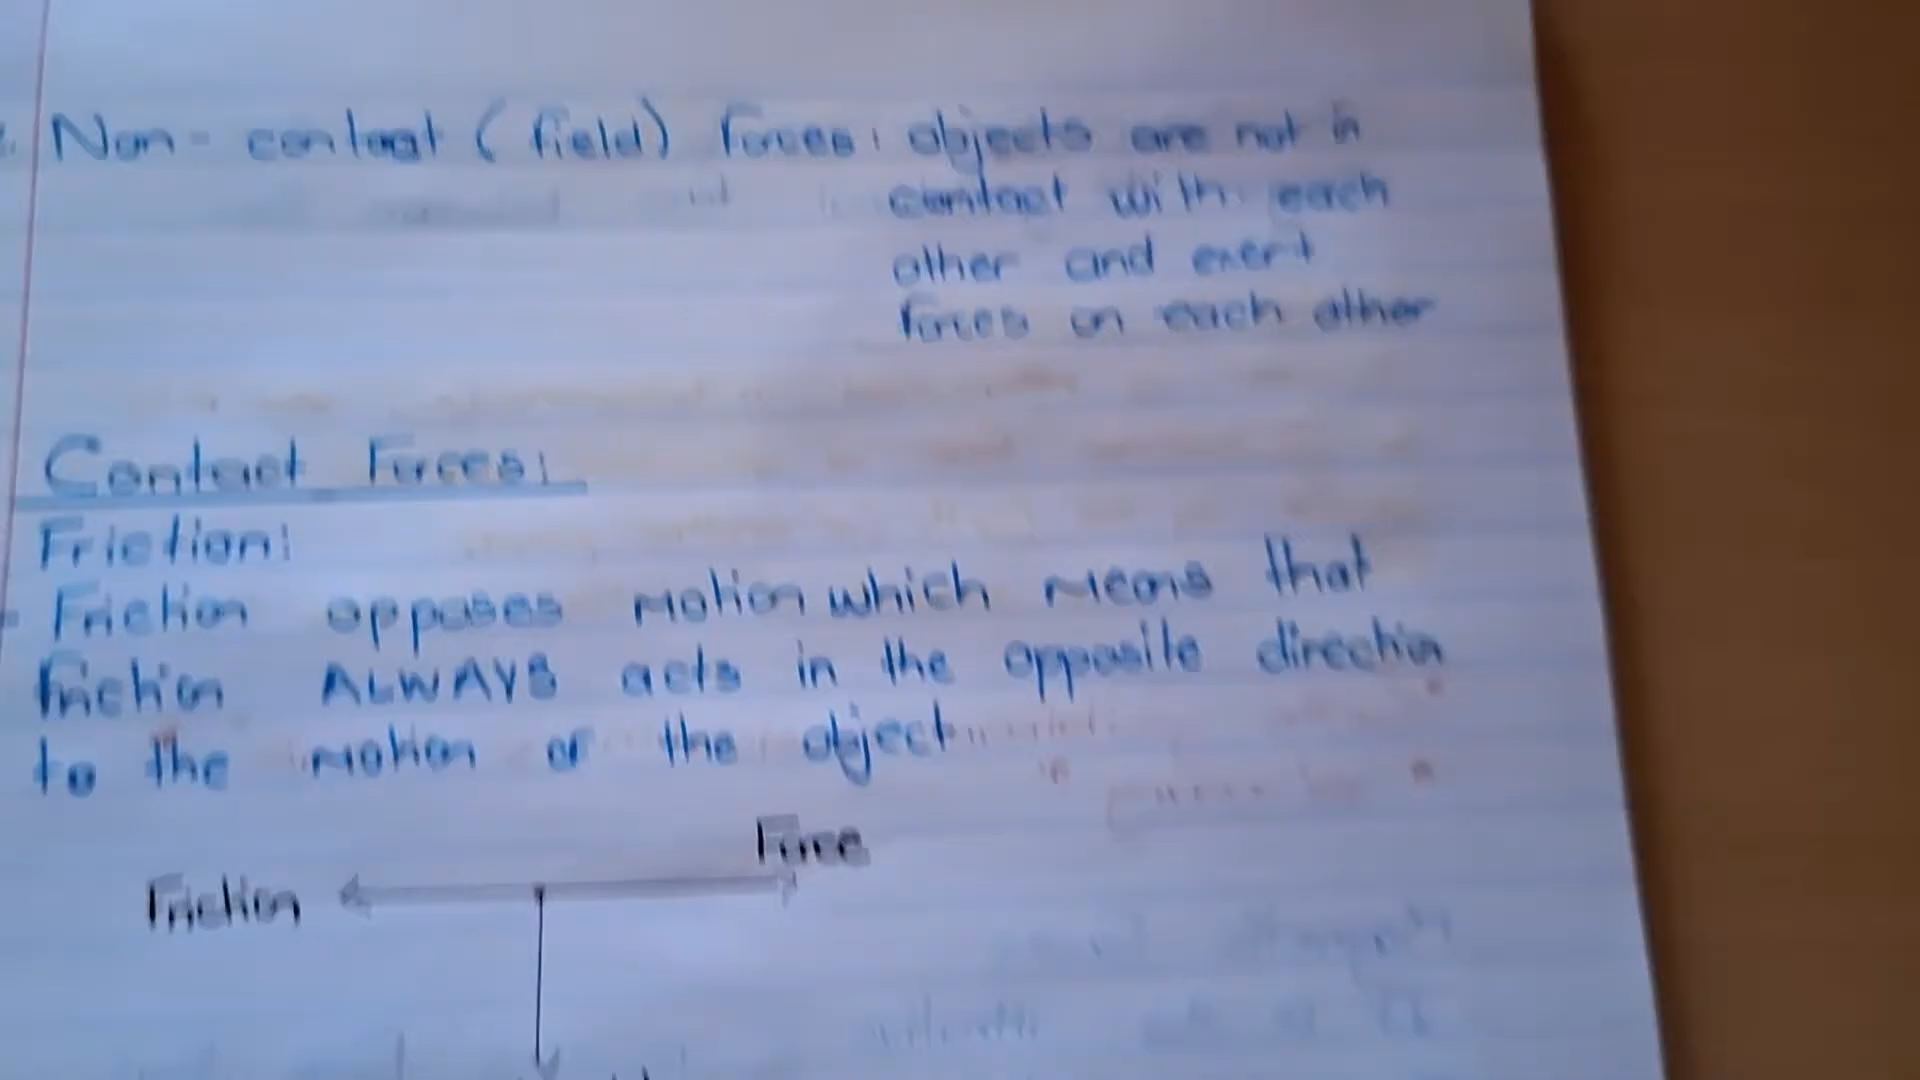 Non-contact (field) forces: objects are not in
contact with each
other and exert
forces on each other
Contact Forces:
Friction:
- Friction opposes motion which means that
friction ALWAYS acts in the opposite direction
to the motion of the object
Force
Friction